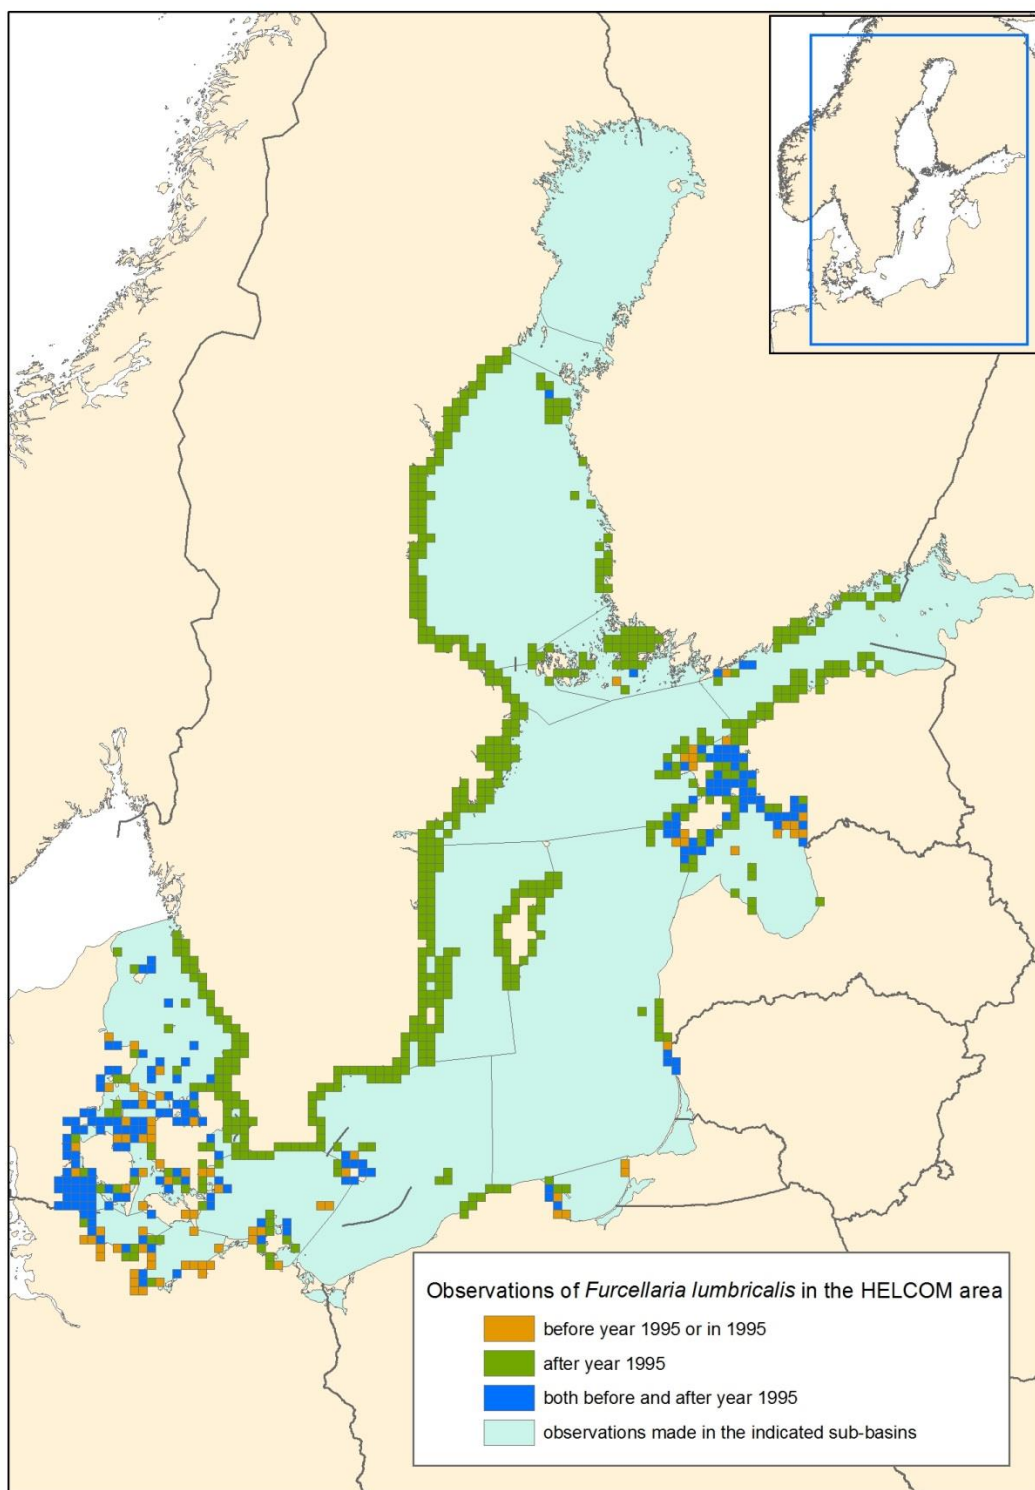 Observations of Furcellaria lumbricalis in the HELCOM area
before year 1995 or in 1995
after year 1995
both before and after year 1995
observations made in the indicated sub-basins